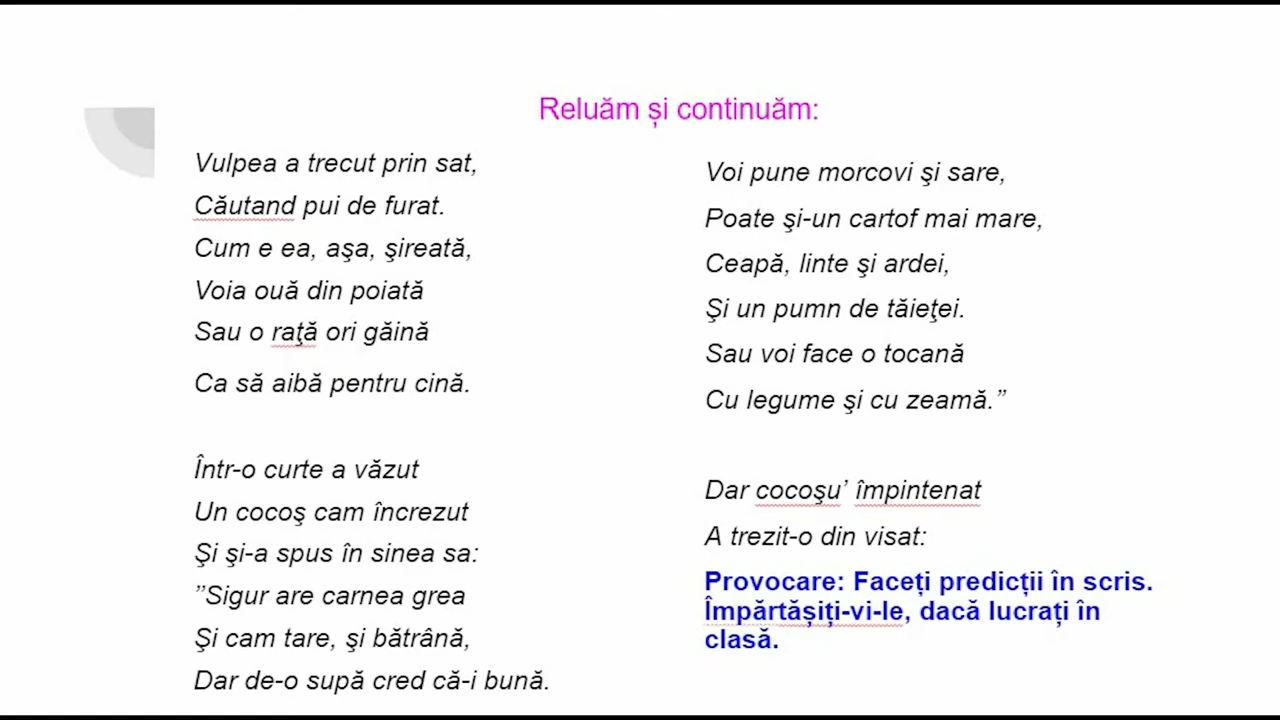 Reluăm și continuăm:
Vulpea a trecut prin sat,
Căutand pui de furat.
Cum e ea, aşa, şireată,
Voia ouă din poiată
Sau o raţă ori găină
Ca să aibă pentru cină.
Într-o curte a văzut
Un cocoş cam încrezut
Şi şi-a spus în sinea sa:
”Sigur are carnea grea
Şi cam tare, şi bătrână,
Dar de-o supă cred că-i bună.
Voi pune morcovi şi sare,
Poate şi-un cartof mai mare,
Ceapă, linte şi ardei,
Şi un pumn de tăieţei.
Sau voi face o tocană
Cu legume şi cu zeamă.”
Dar cocoşu’ împintenat
A trezit-o din visat:
Provocare: Faceți predicții în scris.
Împărtășiți-vi-le, dacă lucrați în
clasă.